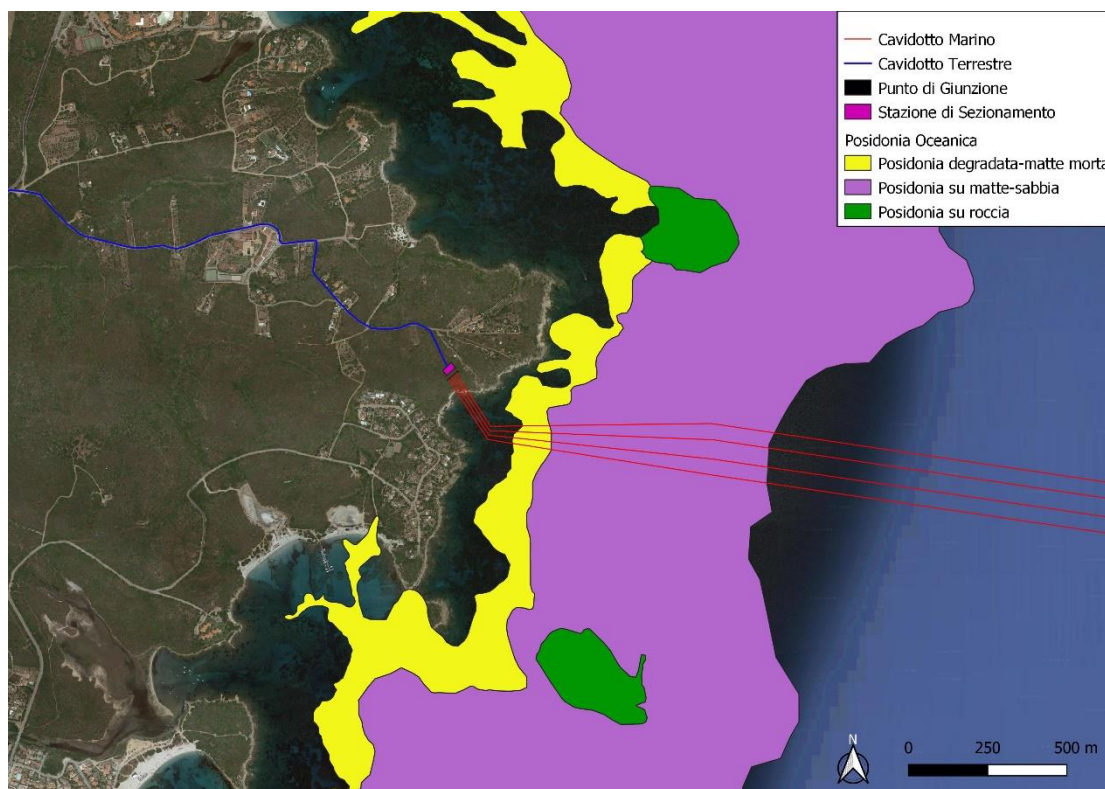 Cavidotto Marino
Cavidotto Terrestre
Punto di Giunzione
Stazione di Sezionamento
Posidonia Oceanica
Posidonia degradata-matte morta
Posidonia su matte-sabbia
Posidonia su roccia
N
0 250 500 m